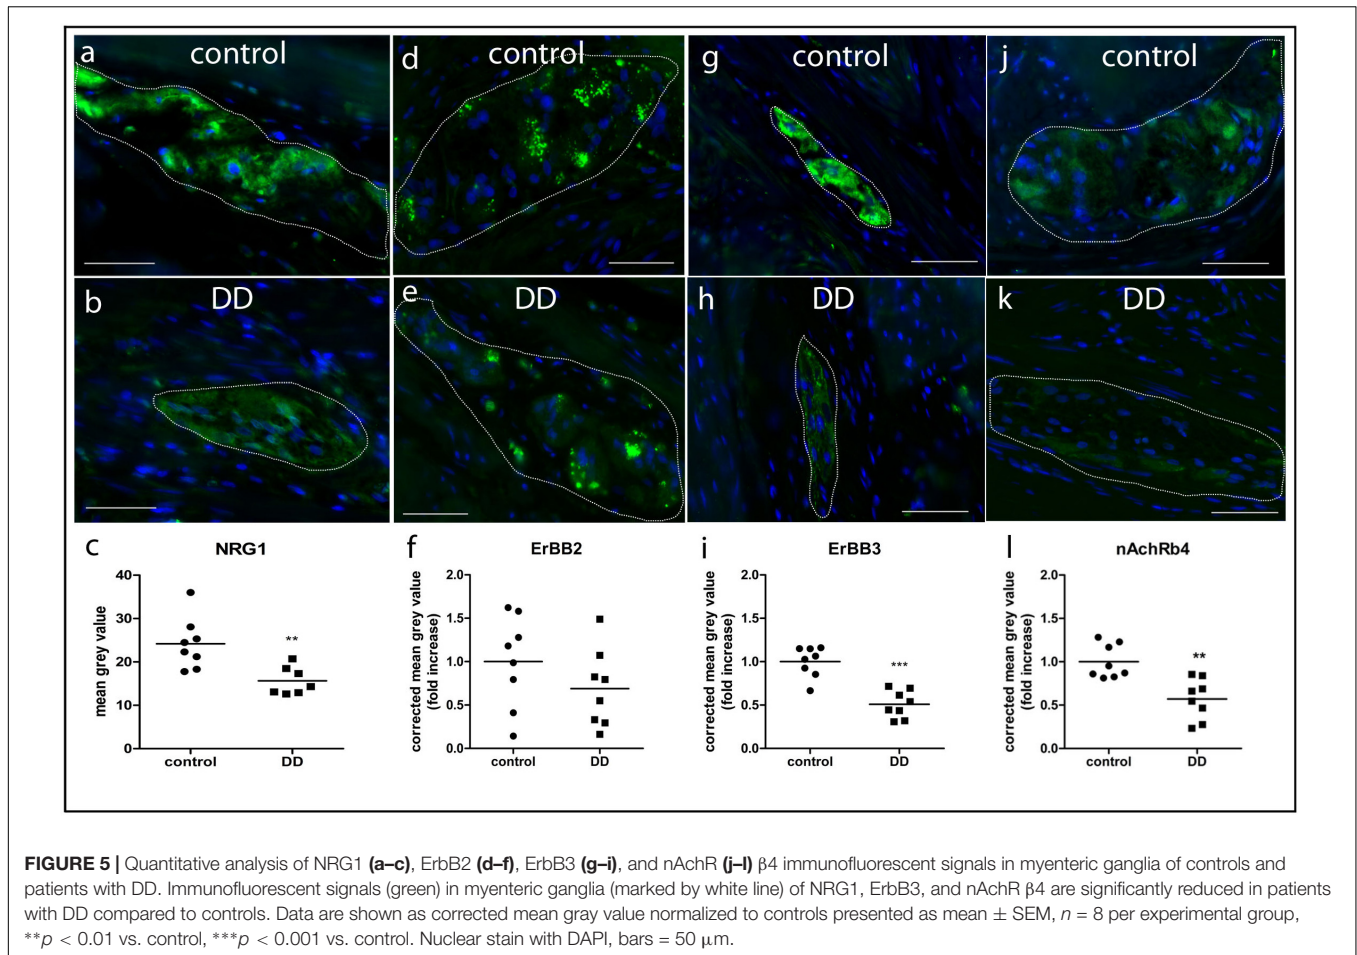 a control
d control
g control
j control
b DD
e DD
h DD
k DD
c NRG1
mean grey value
40
30
20
10
0
**
control DD
f ErBB2
corrected mean grey value
(fold increase)
2.0
1.5
1.0
0.5
0.0
control DD
i ErBB3
corrected mean grey value
(fold increase)
2.0
1.5
1.0
0.5
0.0
***
control DD
l nAchRb4
corrected mean grey value
(fold increase)
2.0
1.5
1.0
0.5
0.0
**
control DD
FIGURE 5 | Quantitative analysis of NRG1 (a–c), ErbB2 (d–f), ErbB3 (g–i), and nAchR (j–l) β4 immunofluorescent signals in myenteric ganglia of controls and
patients with DD. Immunofluorescent signals (green) in myenteric ganglia (marked by white line) of NRG1, ErbB3, and nAchR β4 are significantly reduced in patients
with DD compared to controls. Data are shown as corrected mean gray value normalized to controls presented as mean ± SEM, n = 8 per experimental group,
**p < 0.01 vs. control, ***p < 0.001 vs. control. Nuclear stain with DAPI, bars = 50 μm.